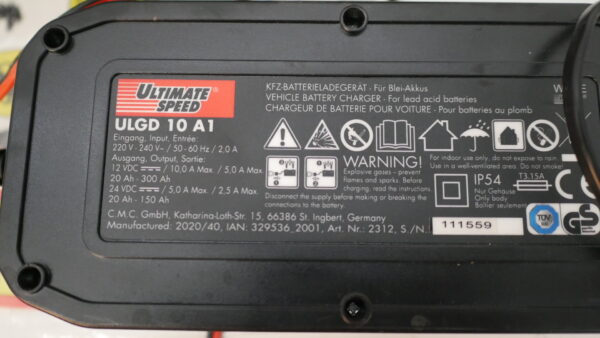 ULTIMATE SPEED®
ULGD 10 A1
Eingang, Input, Entrée:
220 V - 240 V~ / 50 - 60 Hz / 2.0 A
Ausgang, Output, Sortie:
12 VDC / 10,0 A Max. / 5,0 A Max.
20 Ah - 300 Ah
24 VDC / 5,0 A Max. / 2,5 A Max.
20 Ah - 150 Ah
C.M.C. GmbH, Katharina-Loth-Str. 15, 66386 St. Ingbert, Germany
Manufactured: 2020/40, IAN: 329536_2001, Art. Nr.: 2312, S./N.
111559
KFZ-BATTERIELADEGERÄT - Für Blei-Akkus
VEHICLE BATTERY CHARGER - For lead acid batteries
CHARGEUR DE BATTERIE POUR VOITURE - Pour batteries au plomb
WARNING!
Explosive gases – prevent
flames and sparks. Before
charging, read the instructions.
Disconnect the supply before making or breaking the
connections to the battery.
For indoor use only, do not expose to rain.
Use in a well-ventilated area.
IP54
Nur Gehäuse
Only body
Boîtier seulement
T3.15A
CE
TÜV
GS